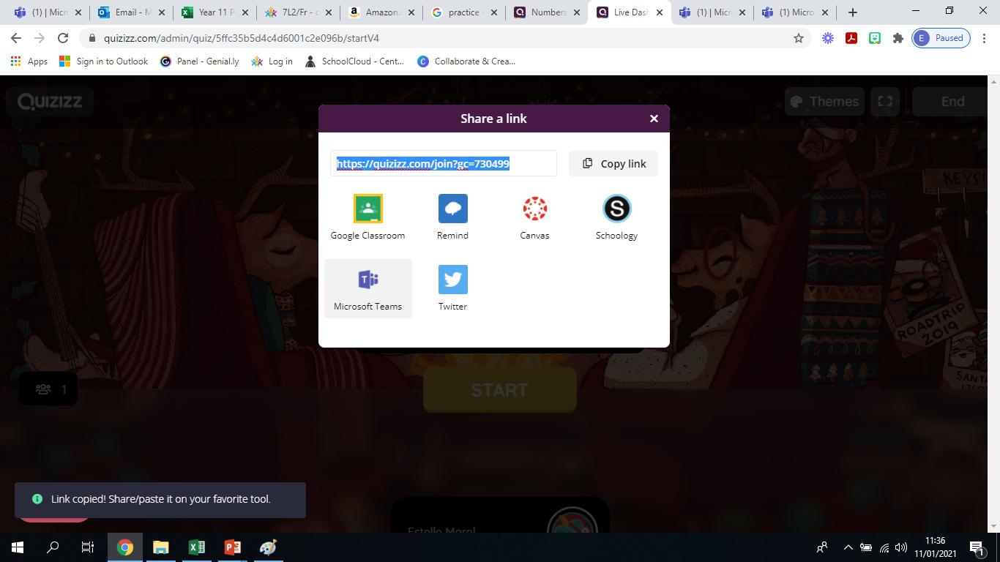 (1) | Micro
Email - M
Year 11 P
7L2/Fr - c
Amazon.c
practice -
Numbers
Live Dash
(1) | Micr
(1) Micro
quizizz.com/admin/quiz/5ffc35b5d4c4d6001c2e096b/startV4
E Paused
Apps
Sign in to Outlook
Panel - Genial.ly
Log in
SchoolCloud - Cent...
Collaborate & Crea...
Quizizz
Themes
End
Share a link
https://quizizz.com/join?gc=730499
Copy link
KEYS!
Google Classroom
Remind
Canvas
Schoology
Microsoft Teams
Twitter
ROADTRIP
2019
SANTA
1
START
Link copied! Share/paste it on your favorite tool.
Estelle Morel
11:36
11/01/2021
1